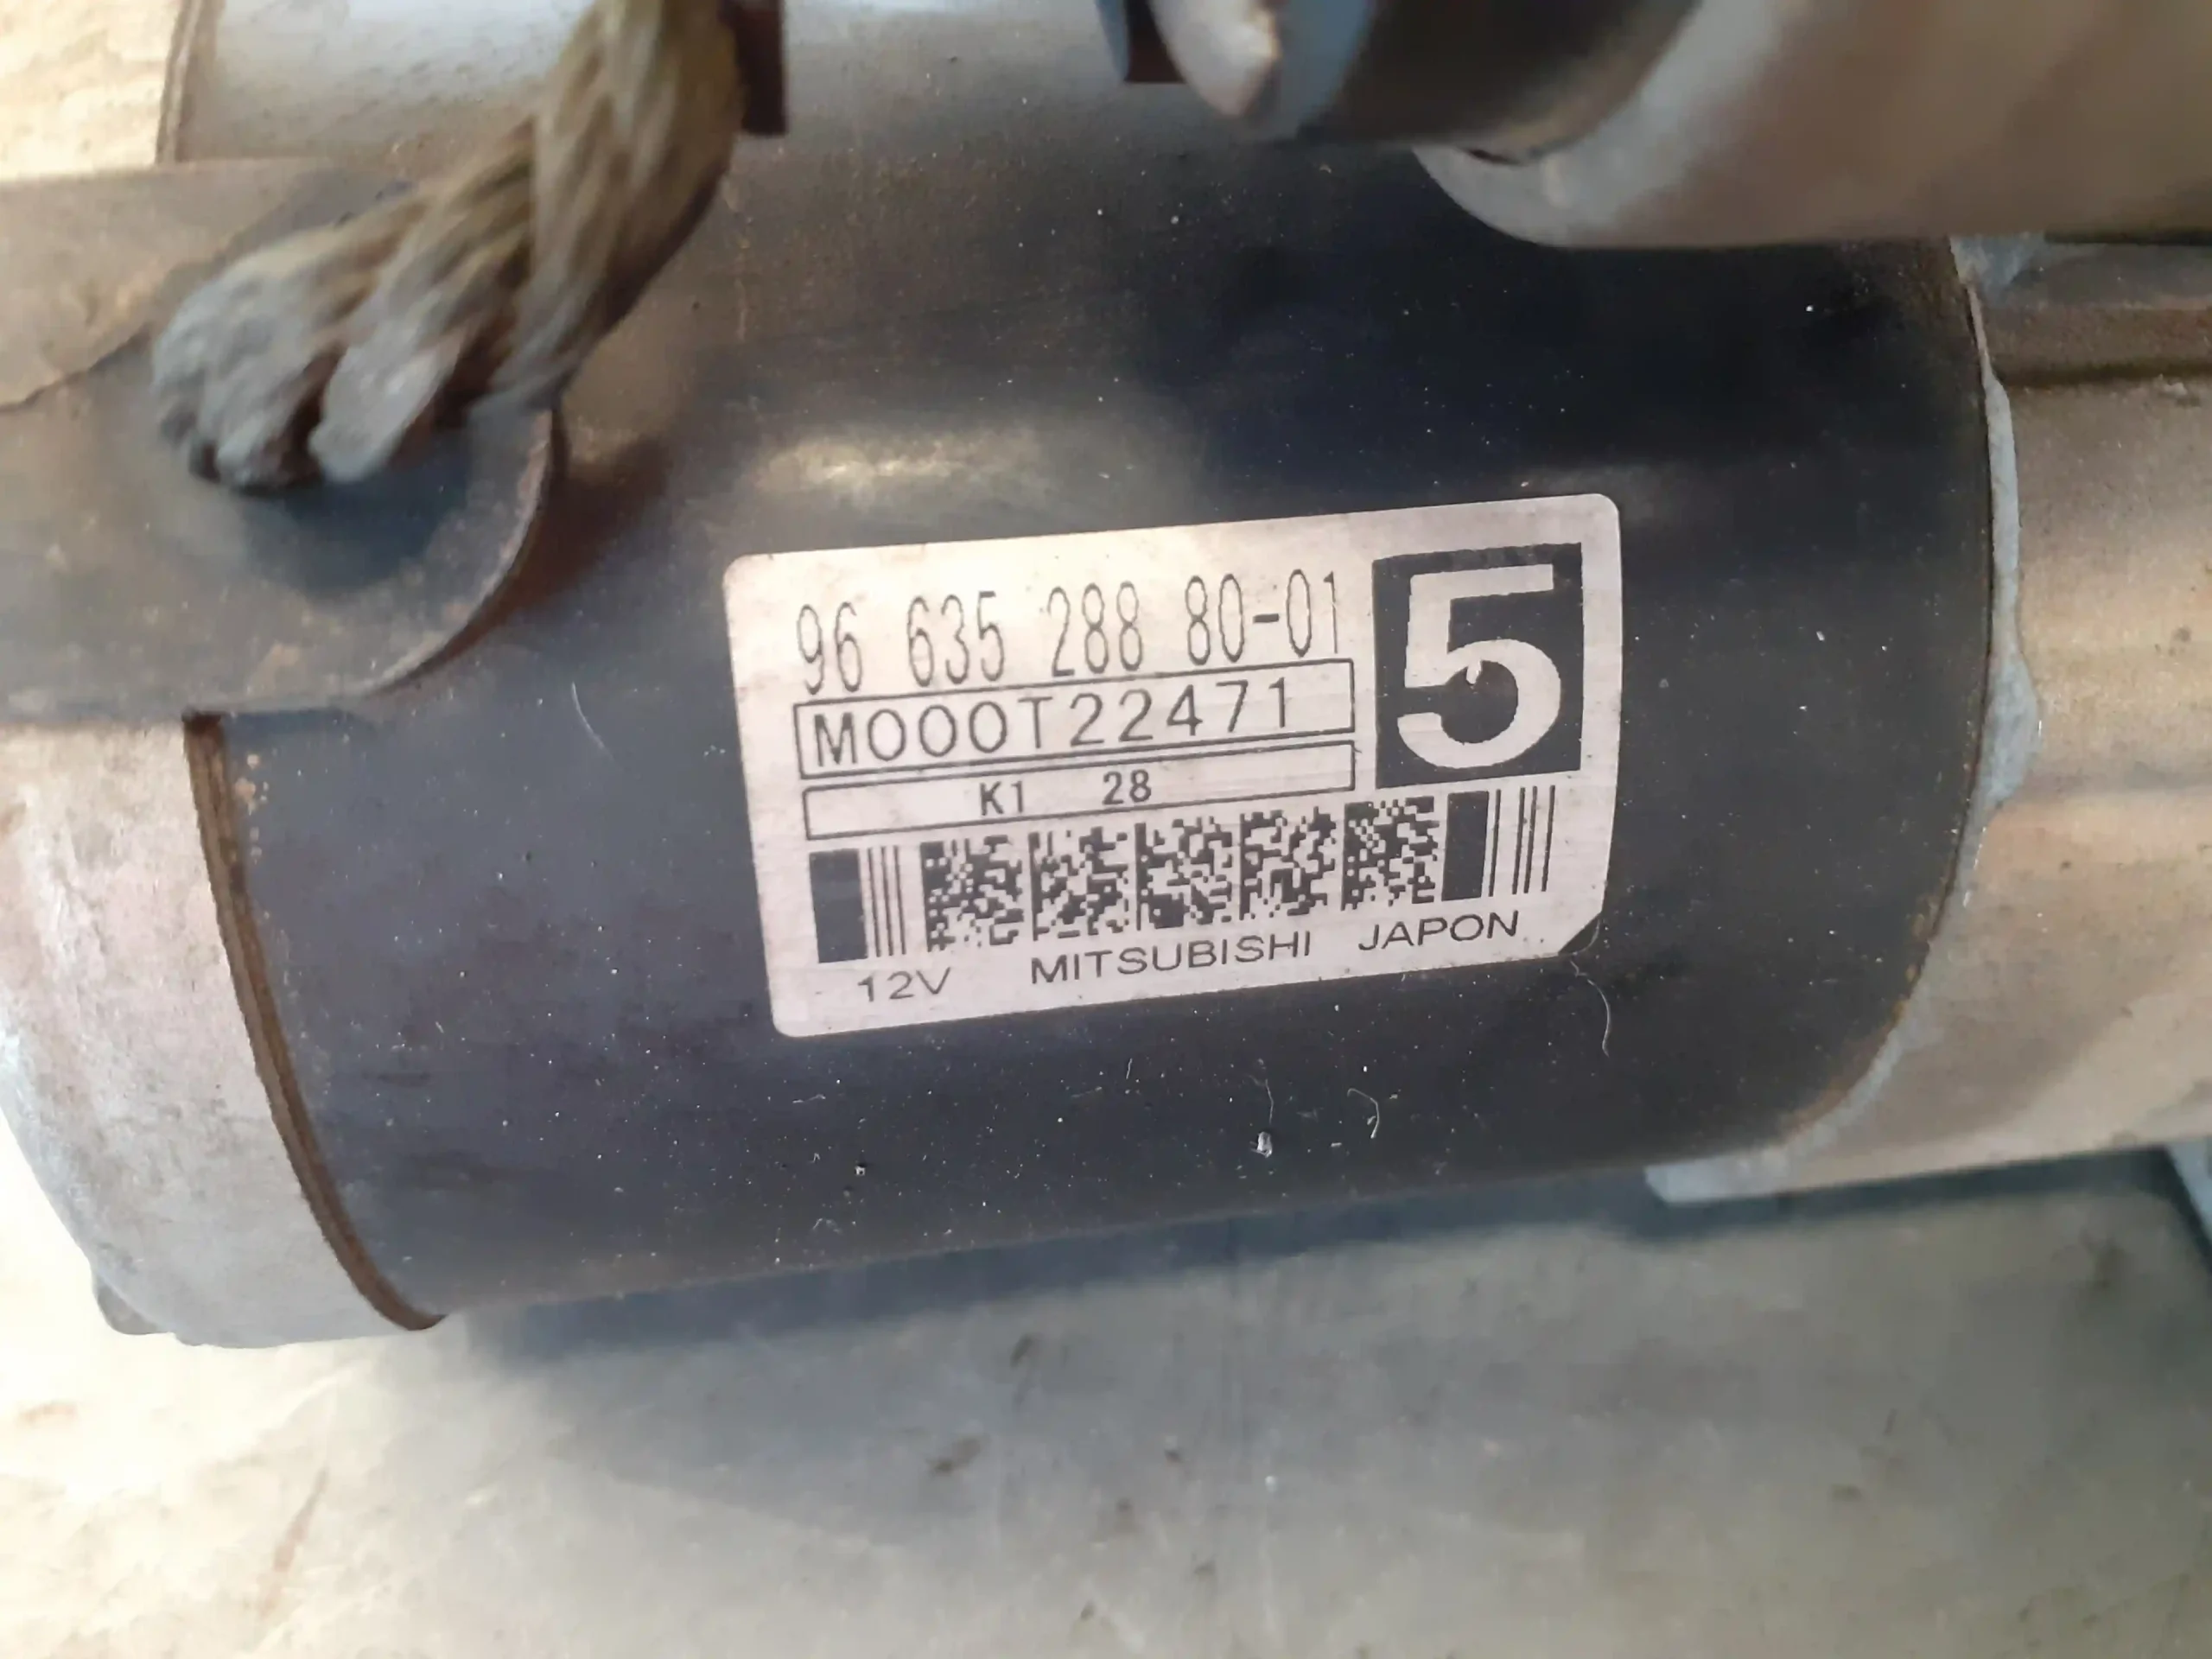 96 635 288 80-01
5
M000T22471
K1 28
12V MITSUBISHI JAPON